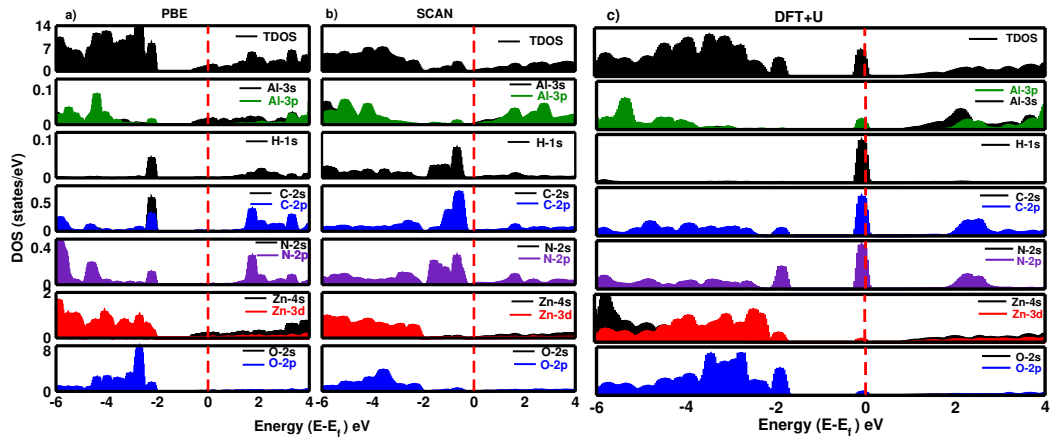 a) PBE
b) SCAN
c) DFT+U
DOS (states/eV)
14
7
0
TDOS
TDOS
TDOS
0.1
0
Al-3s
Al-3p
Al-3s
Al-3p
Al-3p
Al-3s
0.1
0
H-1s
H-1s
H-1s
0.5
0
C-2s
C-2p
C-2s
C-2p
C-2s
C-2p
0.4
0
N-2s
N-2p
N-2s
N-2p
N-2s
N-2p
2
0
Zn-4s
Zn-3d
Zn-4s
Zn-3d
Zn-4s
Zn-3d
8
0
O-2s
O-2p
O-2s
O-2p
O-2s
O-2p
-6 -4 -2 0 2 4
-6 -4 -2 0 2 4
-6 -4 -2 0 2 4
Energy (E-Ef) eV
Energy (E-Ef) eV
Energy (E-Ef) eV